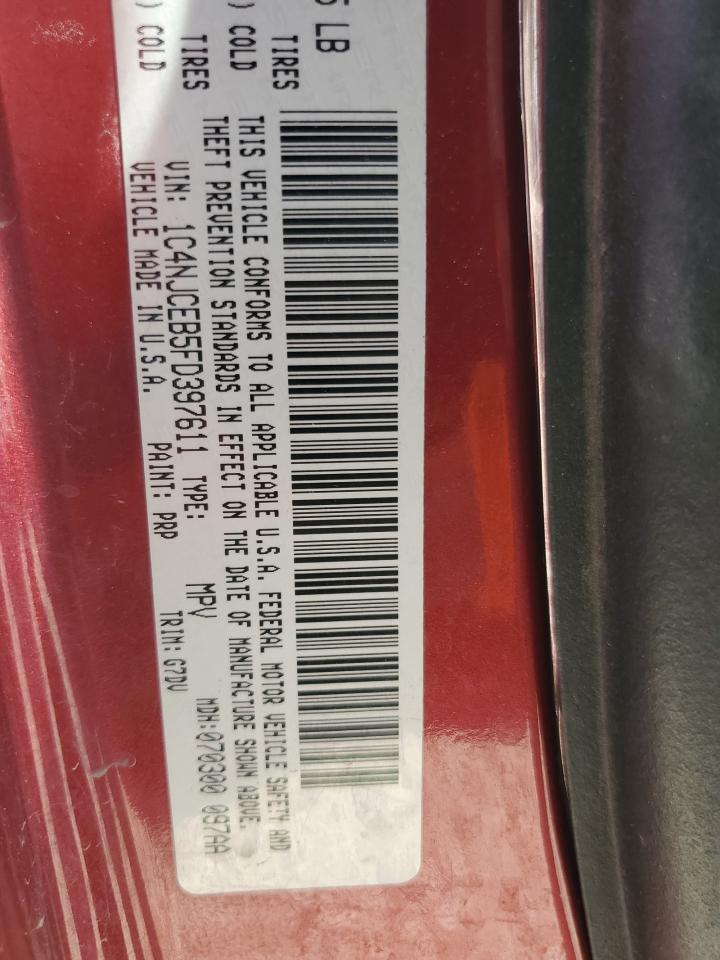 5 LB
TIRES
) COLD
TIRES
) COLD
THIS VEHICLE CONFORMS TO ALL APPLICABLE U.S.A. FEDERAL MOTOR VEHICLE SAFETY AND
THEFT PREVENTION STANDARDS IN EFFECT ON THE DATE OF MANUFACTURE SHOWN ABOVE.
VIN: 1C4NJCEB5FD397611 TYPE: MPV MDH:070300 097AA
VEHICLE MADE IN U.S.A. PAINT: PRP TRIM: G7DV